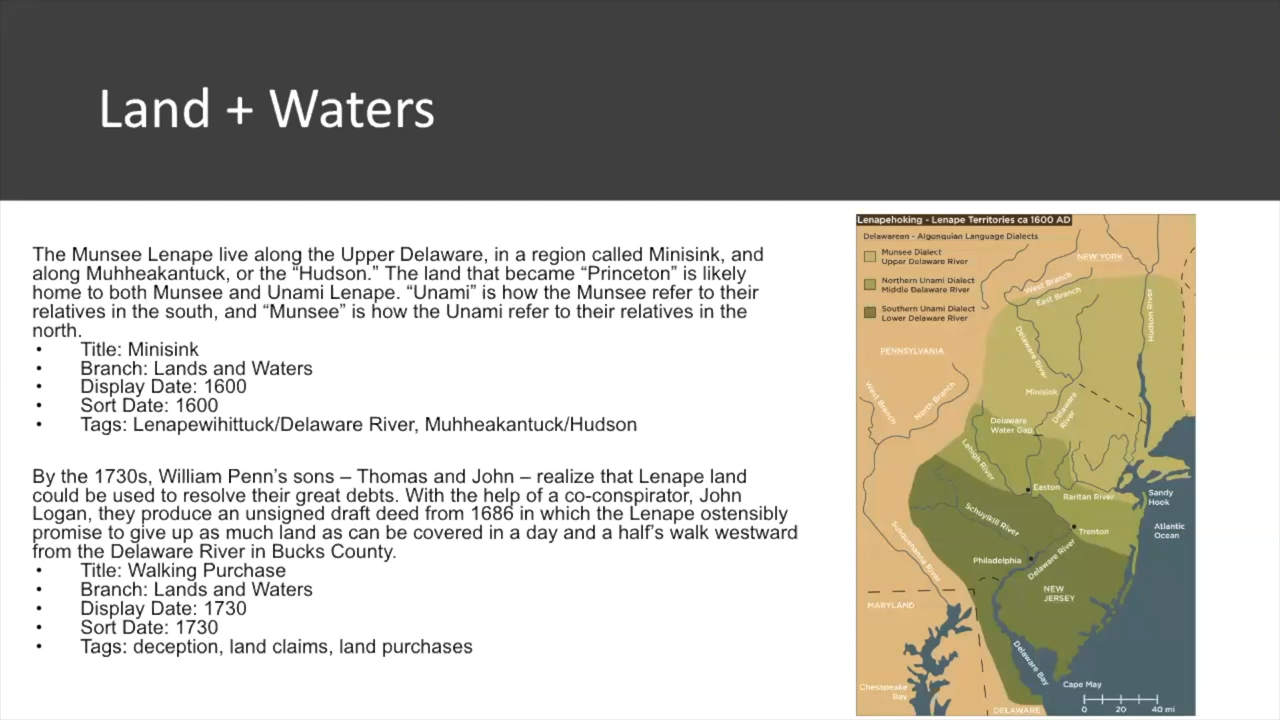 Land + Waters
The Munsee Lenape live along the Upper Delaware, in a region called Minisink, and
along Muhheakantuck, or the “Hudson.” The land that became “Princeton” is likely
home to both Munsee and Unami Lenape. “Unami” is how the Munsee refer to their
relatives in the south, and “Munsee” is how the Unami refer to their relatives in the
north.
• Title: Minisink
• Branch: Lands and Waters
• Display Date: 1600
• Sort Date: 1600
• Tags: Lenapewihittuck/Delaware River, Muhheakantuck/Hudson
By the 1730s, William Penn’s sons – Thomas and John – realize that Lenape land
could be used to resolve their great debts. With the help of a co-conspirator, John
Logan, they produce an unsigned draft deed from 1686 in which the Lenape ostensibly
promise to give up as much land as can be covered in a day and a half’s walk westward
from the Delaware River in Bucks County.
• Title: Walking Purchase
• Branch: Lands and Waters
• Display Date: 1730
• Sort Date: 1730
• Tags: deception, land claims, land purchases
Lenapehoking - Lenape Territories ca 1600 AD
Delawarean - Algonquian Language Dialects
Munsee Dialect
Upper Delaware River
Northern Unami Dialect
Middle Delaware River
Southern Unami Dialect
Lower Delaware River
NEW YORK
West Branch
East Branch
Hudson River
Delaware River
PENNSYLVANIA
West Branch
North Branch
Minisink
Delaware River
Delaware
Water Gap
Lehigh River
Easton
Raritan River
Sandy
Hook
Schuylkill River
Trenton
Atlantic
Ocean
Susquehanna River
Philadelphia
Delaware River
NEW
JERSEY
MARYLAND
Delaware Bay
Chesapeake
Bay
Cape May
DELAWARE
0 20 40 mi